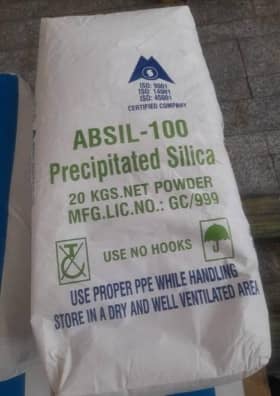 ISO: 9001
ISO: 14001
ISO: 45001
CERTIFIED COMPANY
ABSIL-100
Precipitated Silica
20 KGS.NET POWDER
MFG.LIC.NO.: GC/999
USE NO HOOKS
USE PROPER PPE WHILE HANDLING
STORE IN A DRY AND WELL VENTILATED AREA